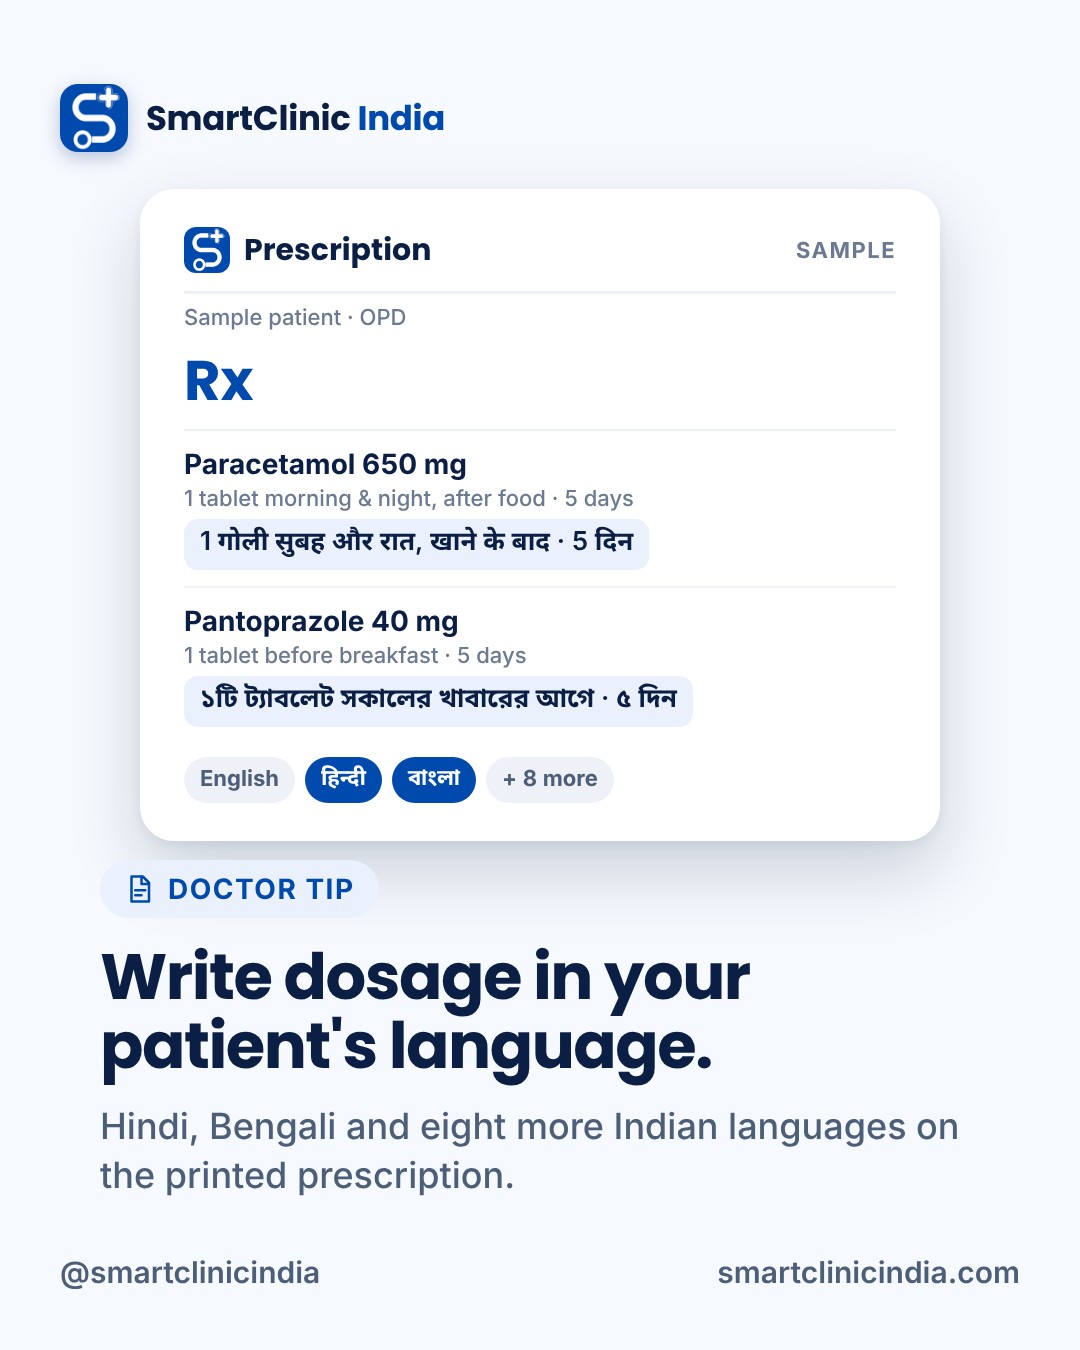 SmartClinic India
Prescription
SAMPLE
Sample patient · OPD
Rx
Paracetamol 650 mg
1 tablet morning & night, after food · 5 days
1 गोली सुबह और रात, खाने के बाद · 5 दिन
Pantoprazole 40 mg
1 tablet before breakfast · 5 days
১টি ট্যাবলেট সকালের খাবারের আগে · ৫ দিন
English हिन्दी বাংলা + 8 more
DOCTOR TIP
Write dosage in your
patient's language.
Hindi, Bengali and eight more Indian languages on
the printed prescription.
@smartclinicindia
smartclinicindia.com